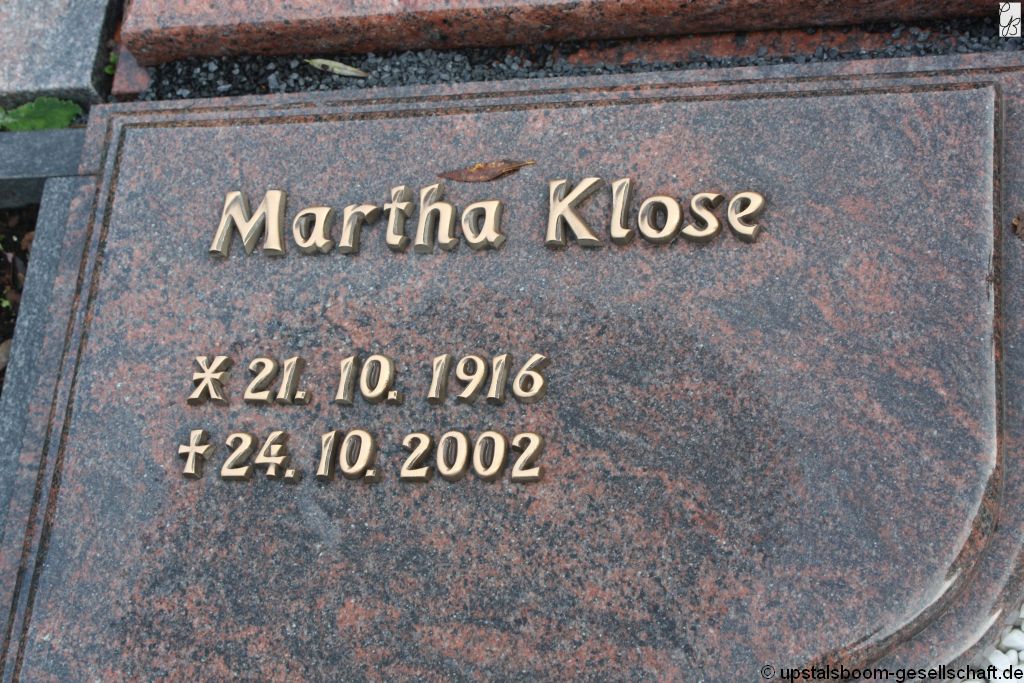 Martha Klose
* 21. 10. 1916
† 24. 10. 2002
© upstalsboom-gesellschaft.de